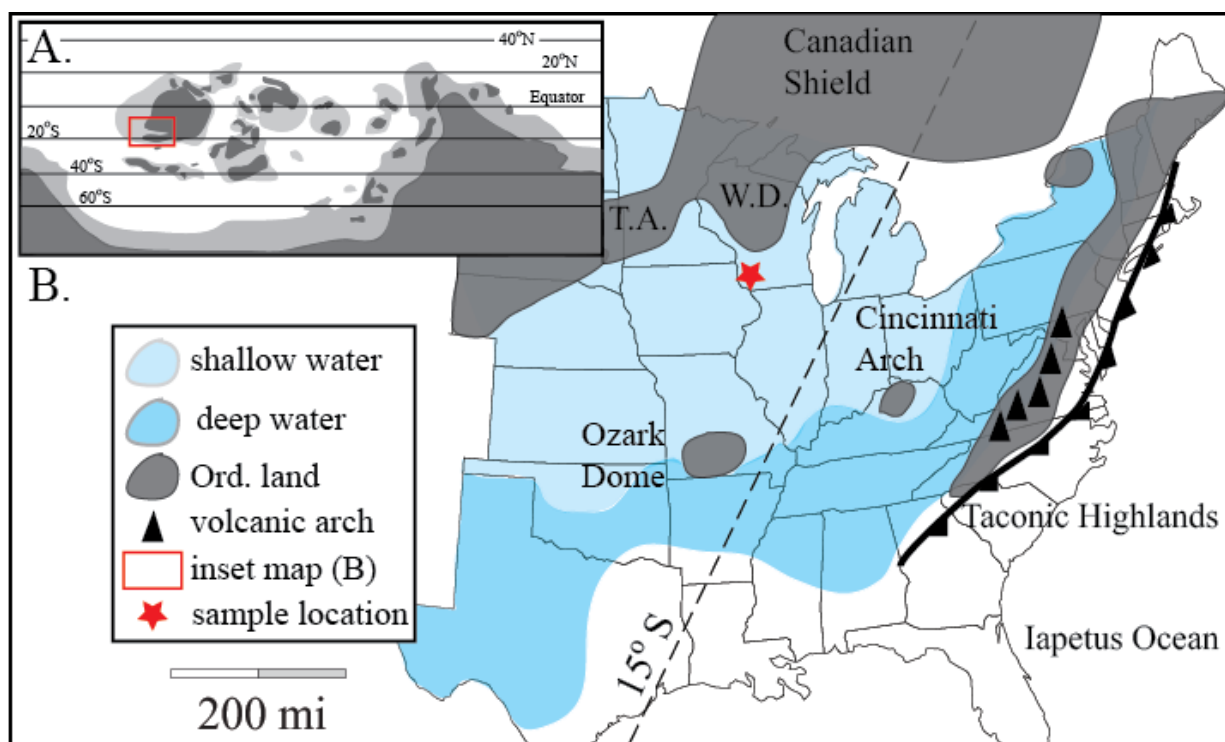 A.
40°N
20°N
Equator
20°S
40°S
60°S
B.
shallow water
deep water
Ord. land
volcanic arch
inset map (B)
sample location
200 mi
Canadian
Shield
T.A.
W.D.
Cincinnati
Arch
Ozark
Dome
Taconic Highlands
Iapetus Ocean
15° S